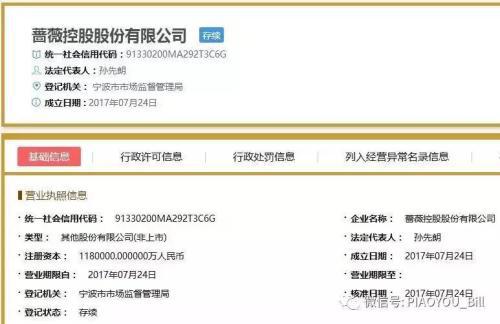 蔷薇控股股份有限公司 存续
统一社会信用代码：91330200MA292T3C6G
法定代表人：孙先朗
登记机关： 宁波市市场监督管理局
成立日期：2017年07月24日
基础信息 行政许可信息 行政处罚信息 列入经营异常名录信息
营业执照信息
· 统一社会信用代码： 91330200MA292T3C6G · 企业名称： 蔷薇控股股份有限公司
· 类型： 其他股份有限公司(非上市) · 法定代表人： 孙先朗
· 注册资本： 1180000.000000万人民币 · 成立日期： 2017年07月24日
· 营业期限自： 2017年07月24日 · 营业期限至：
· 登记机关： 宁波市市场监督管理局 · 核准日期： 2017年07月24日
· 登记状态： 存续
微信号: PIAOYOU_Bill